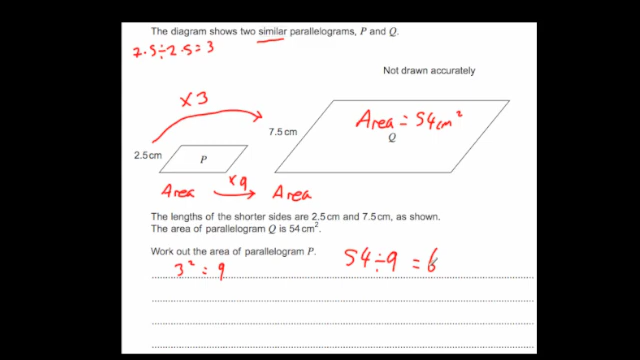 The diagram shows two similar parallelograms, P and Q.
7.5÷2.5=3
Not drawn accurately
×3
Area = 54cm²
7.5 cm
Q
2.5 cm
P
×9
Area
Area
The lengths of the shorter sides are 2.5 cm and 7.5 cm, as shown.
The area of parallelogram Q is 54 cm².
Work out the area of parallelogram P.
3² = 9
54÷9 = 6